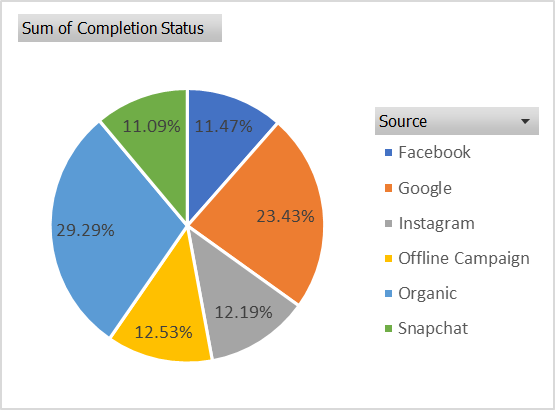 Sum of Completion Status
11.09%
11.47%
Source
Facebook
Google
23.43%
Instagram
29.29%
Offline Campaign
Organic
12.19%
12.53%
Snapchat